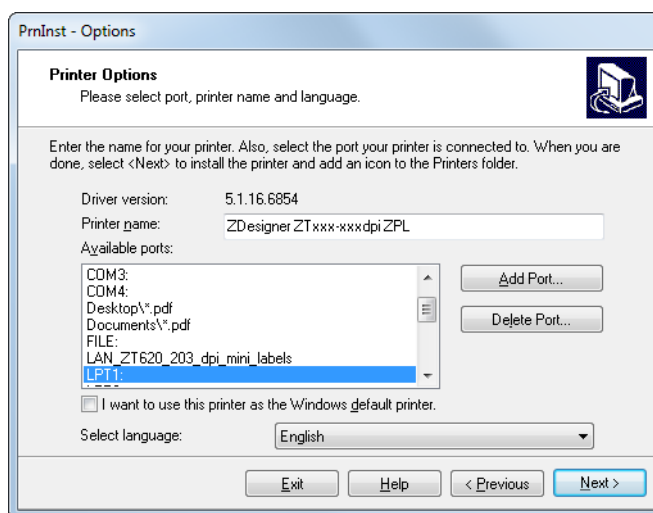 PrnInst - Options
Printer Options
Please select port, printer name and language.
Enter the name for your printer. Also, select the port your printer is connected to. When you are
done, select <Next> to install the printer and add an icon to the Printers folder.
Driver version: 5.1.16.6854
Printer name: ZDesigner ZTxxx-xxxdpi ZPL
Available ports:
COM3:
COM4:
Desktop\*.pdf
Documents\*.pdf
FILE:
LAN_ZT620_203_dpi_mini_labels
LPT1:
Add Port...
Delete Port...
I want to use this printer as the Windows default printer.
Select language: English
Exit Help < Previous Next >